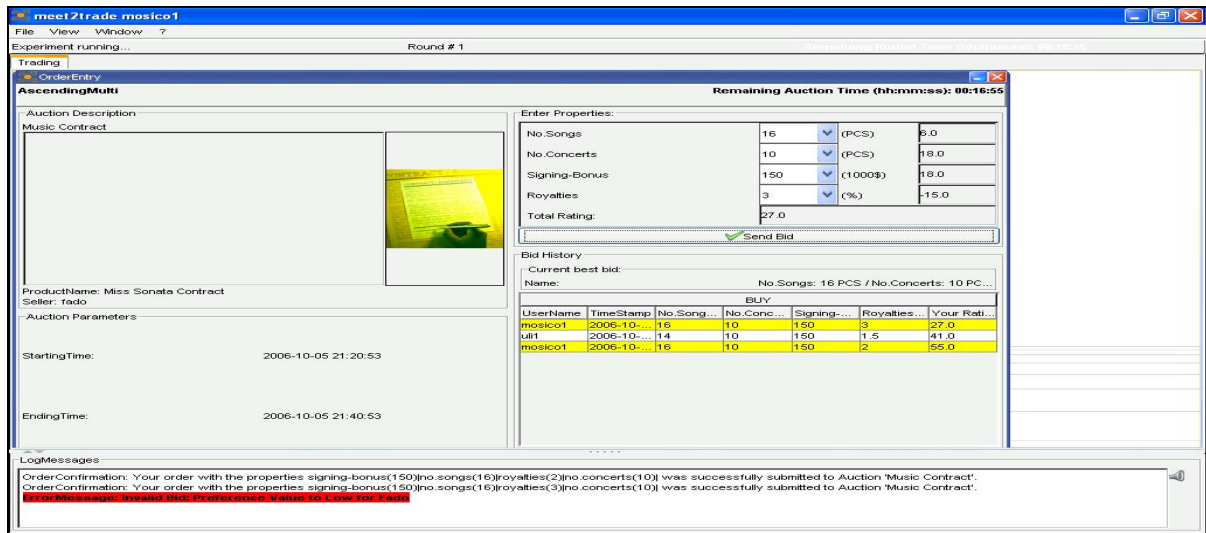 meet2trade mosico1
File View Window ?
Experiment running... Round # 1 Remaining Round Time (hh:mm:ss): 00:16:55
Trading
OrderEntry
AscendingMulti Remaining Auction Time (hh:mm:ss): 00:16:55
Auction Description
Music Contract
ProductName: Miss Sonata Contract
Seller: fado
Auction Parameters
StartingTime: 2006-10-05 21:20:53
EndingTime: 2006-10-05 21:40:53
Enter Properties:
No.Songs 16 (PCS) 6.0
No.Concerts 10 (PCS) 18.0
Signing-Bonus 150 (1000$) 18.0
Royalties 3 (%) -15.0
Total Rating: 27.0
Send Bid
Bid History
Current best bid:
Name: No.Songs: 16 PCS / No.Concerts: 10 PC...
BUY
UserName TimeStamp No.Song... No.Conc... Signing-... Royalties... Your Rati...
mosico1 2006-10-... 16 10 150 3 27.0
uli1 2006-10-... 14 10 150 1.5 41.0
mosico1 2006-10-... 16 10 150 2 55.0
LogMessages
OrderConfirmation: Your order with the properties signing-bonus(150)|no.songs(16)|royalties(2)|no.concerts(10)| was successfully submitted to Auction 'Music Contract'.
OrderConfirmation: Your order with the properties signing-bonus(150)|no.songs(16)|royalties(3)|no.concerts(10)| was successfully submitted to Auction 'Music Contract'.
ErrorMessage: Invalid Bid: Preference Value to Low for Fado